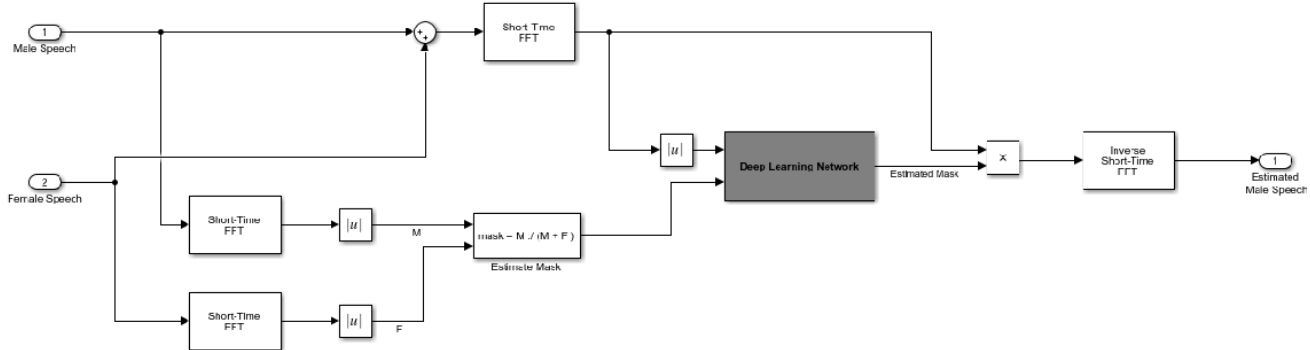 1
Male Speech
+
+
Short Time
FFT
|u|
Deep Learning Network
Estimated Mask
X
Inverse
Short-Time
FFT
1
Estimated
Male Speech
2
Female Speech
Short-Time
FFT
|u|
M
mask = M ./ (M + F)
Estimate Mask
Short-Time
FFT
|u|
F